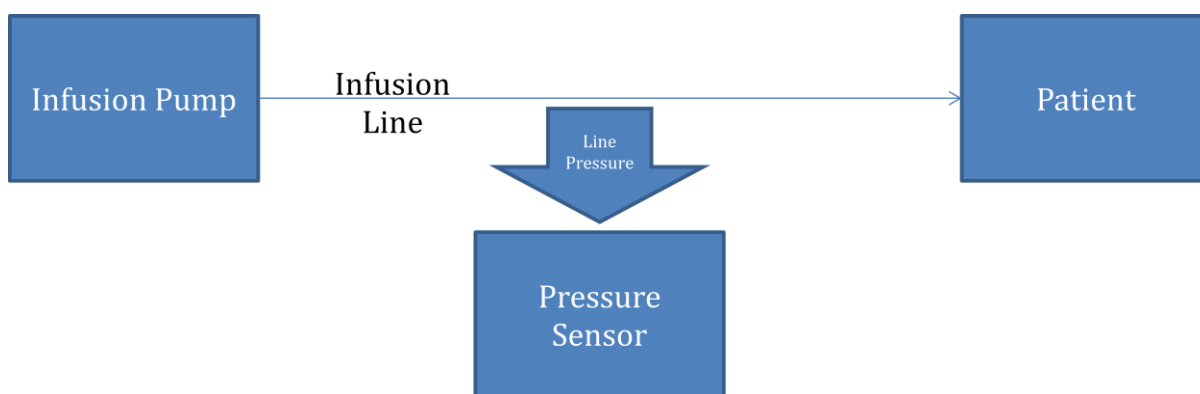 Infusion Pump
Infusion
Line
Patient
Line
Pressure
Pressure
Sensor